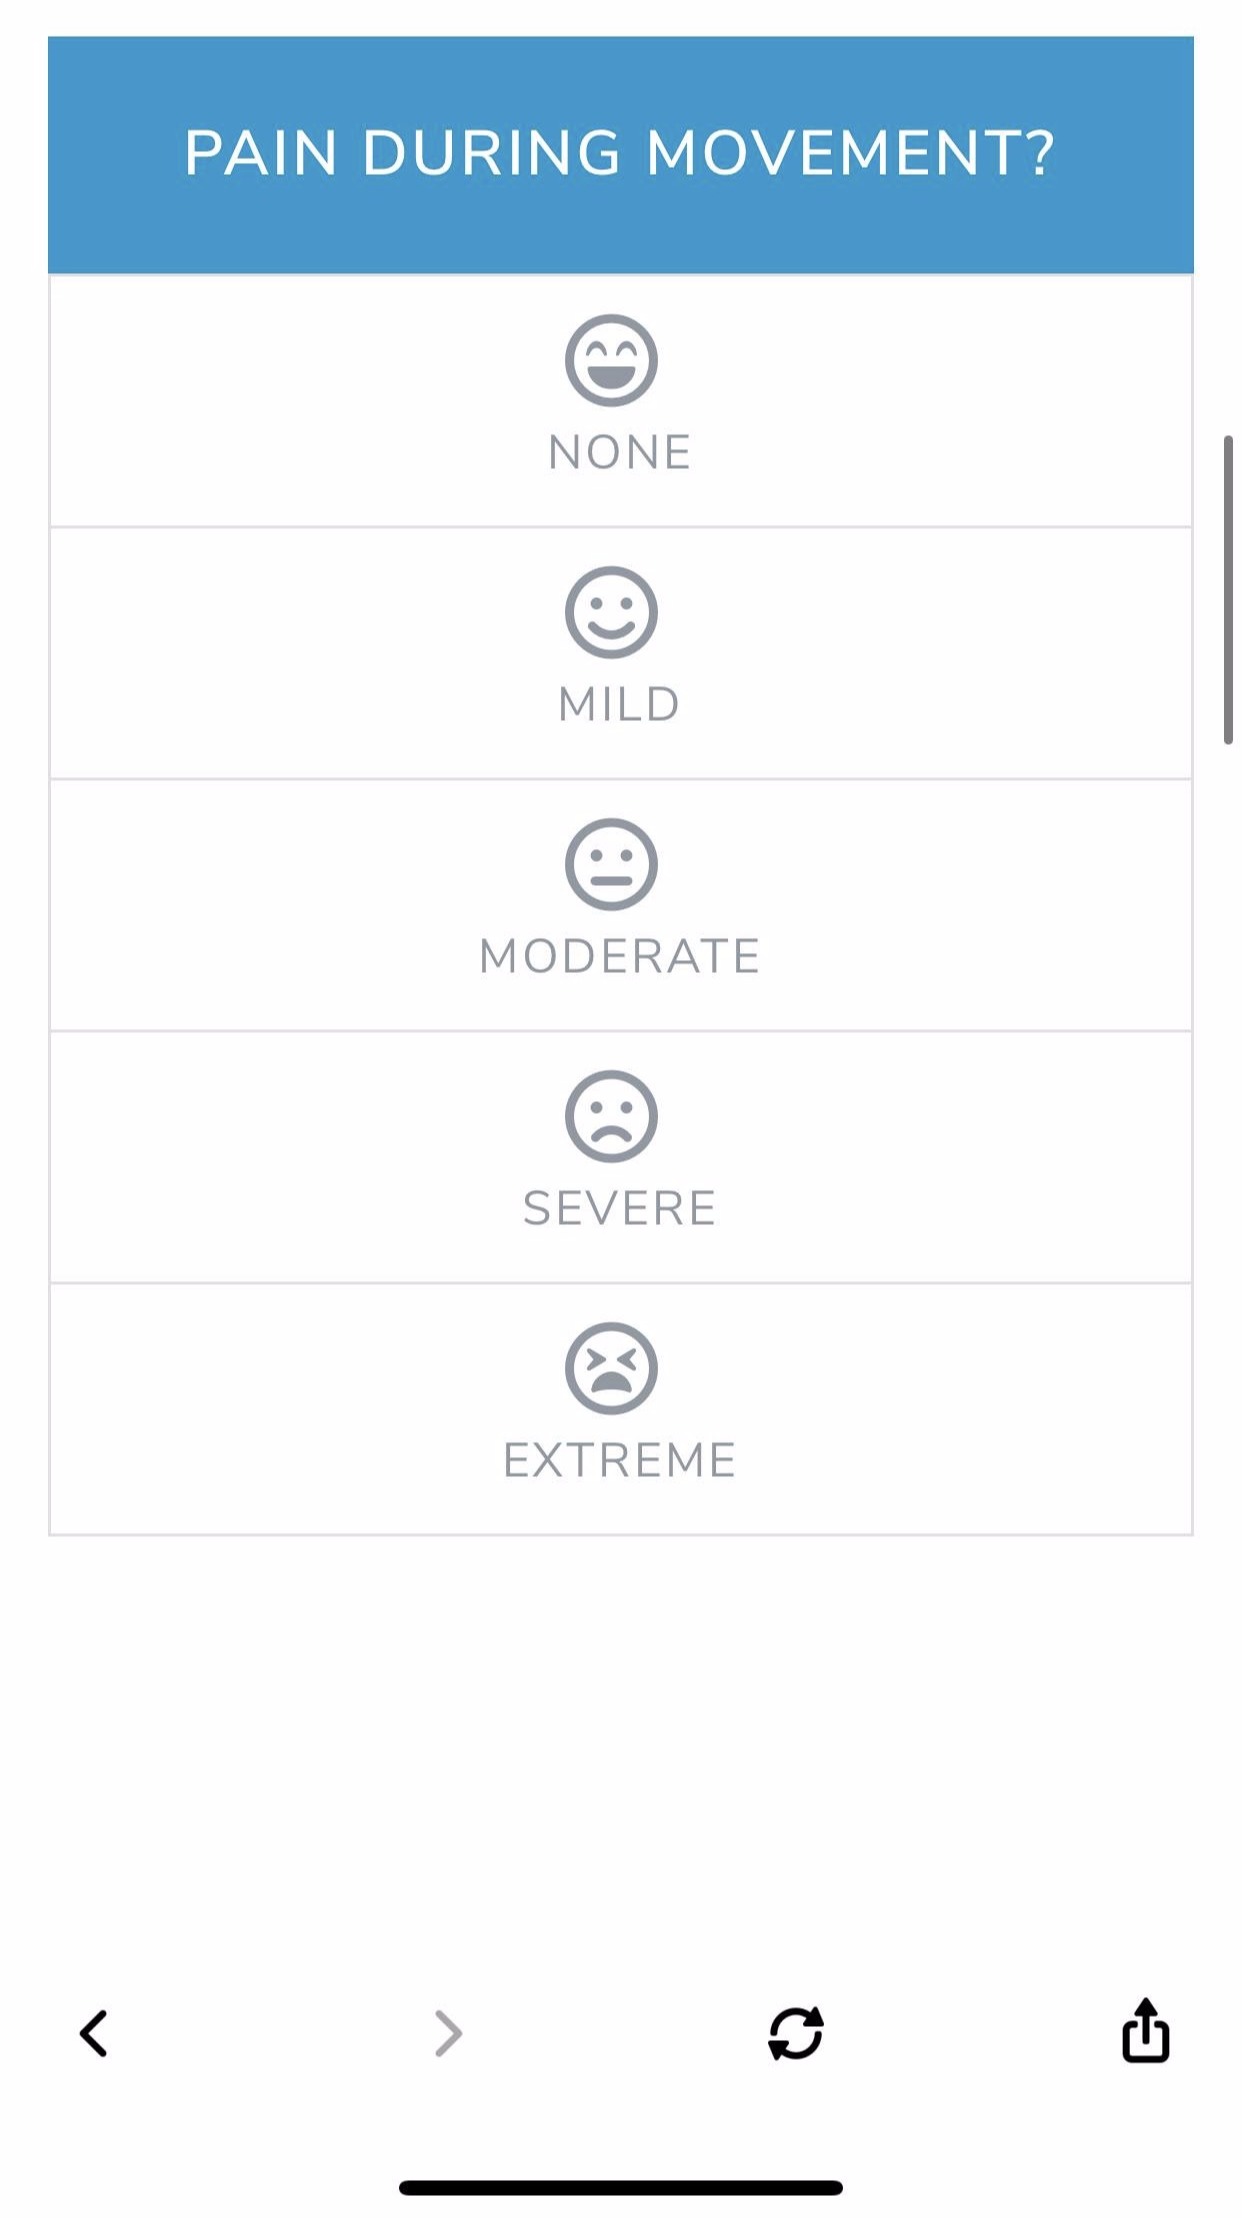 PAIN DURING MOVEMENT?
NONE
MILD
MODERATE
SEVERE
EXTREME